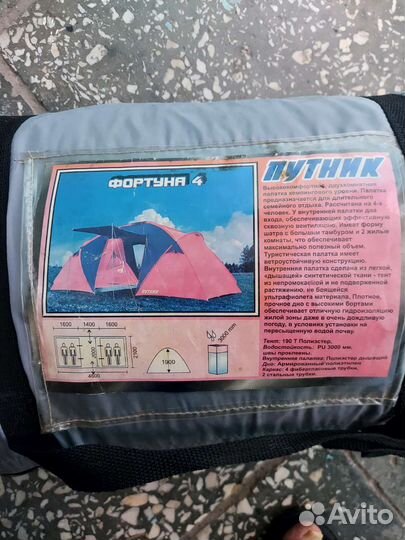 ФОРТУНА 4
ПУТНИК
Высококомфортная, двухкомнатная
палатка кемпингового уровня. Палатка
предназначается для длительного
семейного отдыха. Рассчитана на 4-х
человек. У внутренней палатки два
входа, обеспечивающих эффективную
сквозную вентиляцию. Имеет форму
шатра с большим тамбуром и 2 жилые
комнаты, что обеспечивает
максимально полезный объем.
Туристическая палатка имеет
ветроустойчивую конструкцию.
Внутренняя палатка сделана из легкой,
«дышащей» синтетической ткани - тент
из непромокаемой и не подверженной
растяжению, не боящейся
ультрафиолета материала. Плотное,
прочное дно с высокими бортами
обеспечивает отличную гидроизоляцию
жилой зоны даже в очень дождливую
погоду, в условиях установки на
пересыщенную водой почву.
Тент: 190 Т Полиэстер,
Водостойкость: PU 3000 мм,
швы проклеены.
Внутренняя палатка: Полиэстер дышащий
Дно: Армированный полиэтилен
Каркас: 4 фибергласовые трубки,
2 стальные трубки.
ПУТНИК
1600 1400 1600
2000
2100
4600
1900
3000 mm
Avito